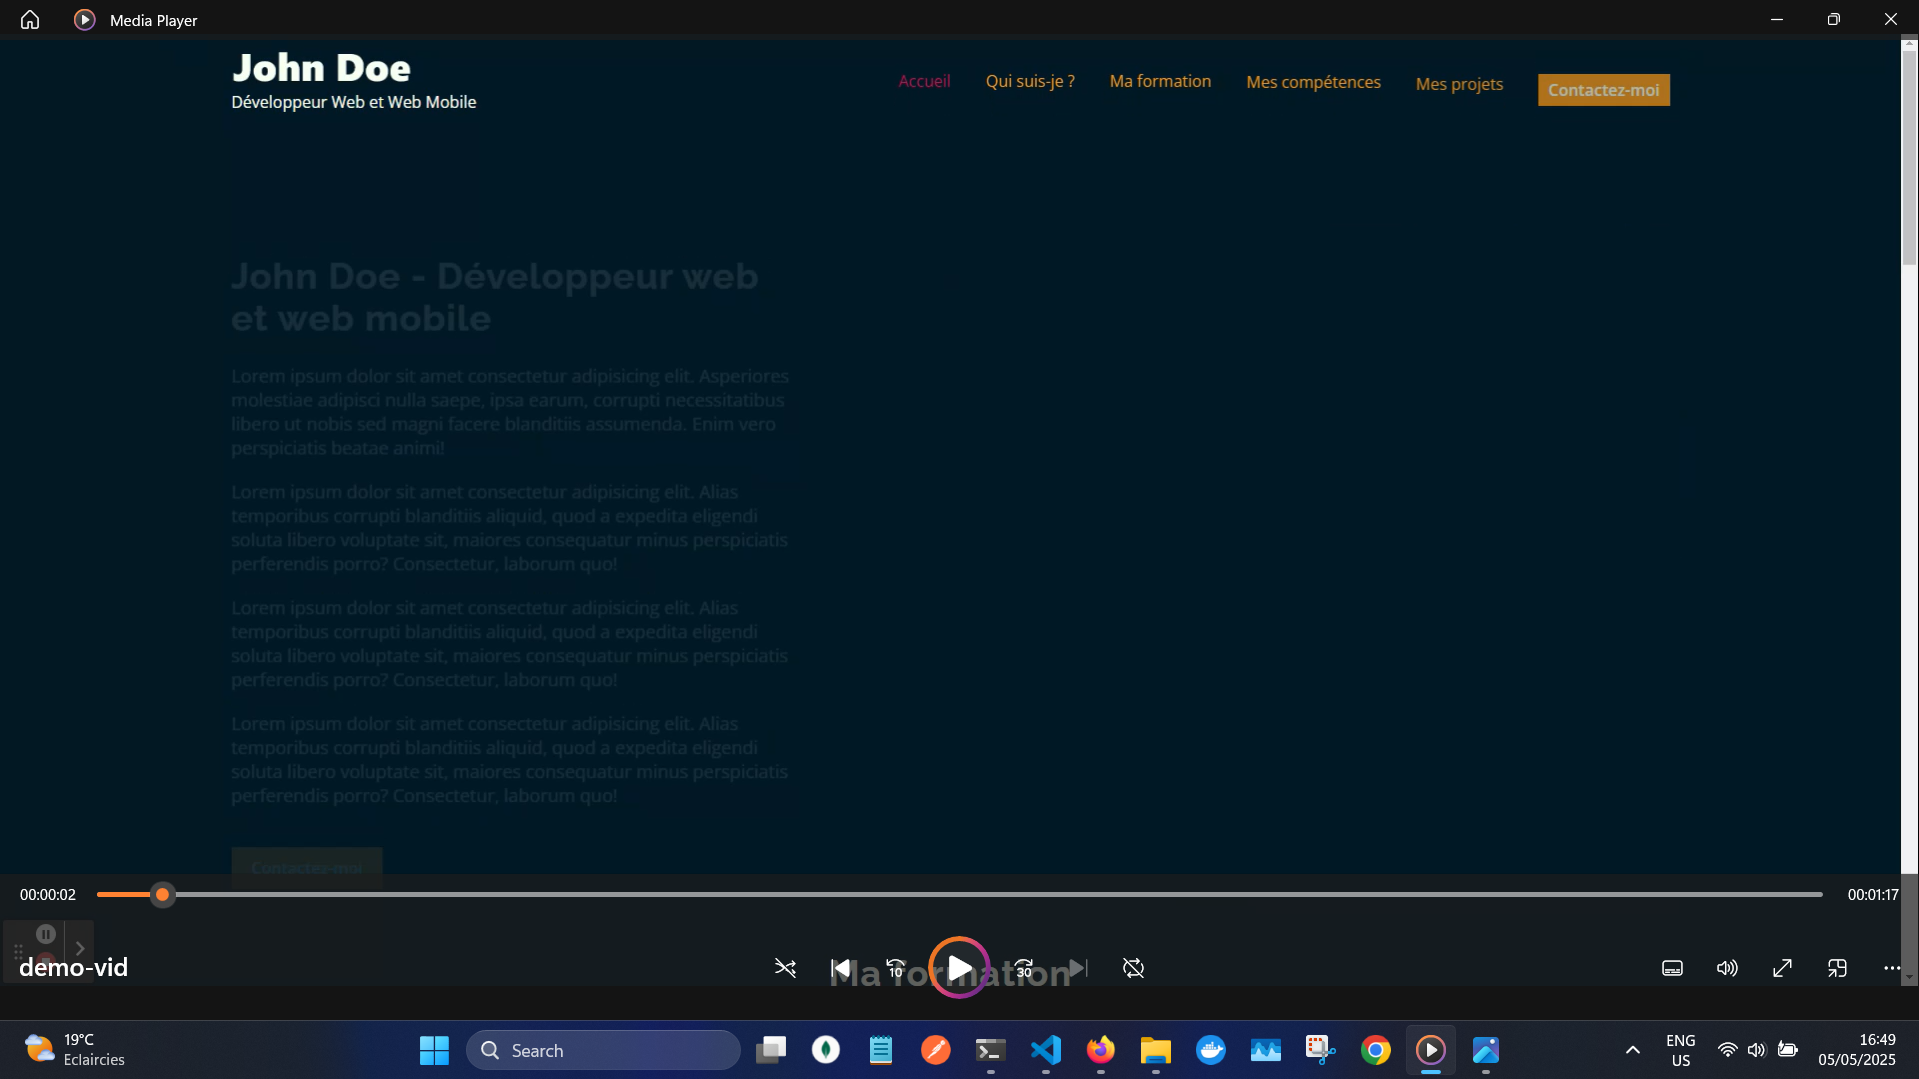 Media Player
John Doe
Développeur Web et Web Mobile
Accueil
Qui suis-je ?
Ma formation
Mes compétences
Mes projets
Contactez-moi
John Doe - Développeur web
et web mobile
Lorem ipsum dolor sit amet consectetur adipisicing elit. Asperiores
molestiae adipisci nulla saepe, ipsa earum, corrupti necessitatibus
libero ut nobis sed magni facere blanditiis assumenda. Enim vero
perspiciatis beatae animi!
Lorem ipsum dolor sit amet consectetur adipisicing elit. Alias
temporibus corrupti blanditiis aliquid, quod a expedita eligendi
soluta libero voluptate sit, maiores consequatur minus perspiciatis
perferendis porro? Consectetur, laborum quo!
Lorem ipsum dolor sit amet consectetur adipisicing elit. Alias
temporibus corrupti blanditiis aliquid, quod a expedita eligendi
soluta libero voluptate sit, maiores consequatur minus perspiciatis
perferendis porro? Consectetur, laborum quo!
Lorem ipsum dolor sit amet consectetur adipisicing elit. Alias
temporibus corrupti blanditiis aliquid, quod a expedita eligendi
soluta libero voluptate sit, maiores consequatur minus perspiciatis
perferendis porro? Consectetur, laborum quo!
Contactez-moi
00:00:02
00:01:17
demo-vid
10
30
Ma formation
19°C
Eclaircies
Search
ENG
US
16:49
05/05/2025